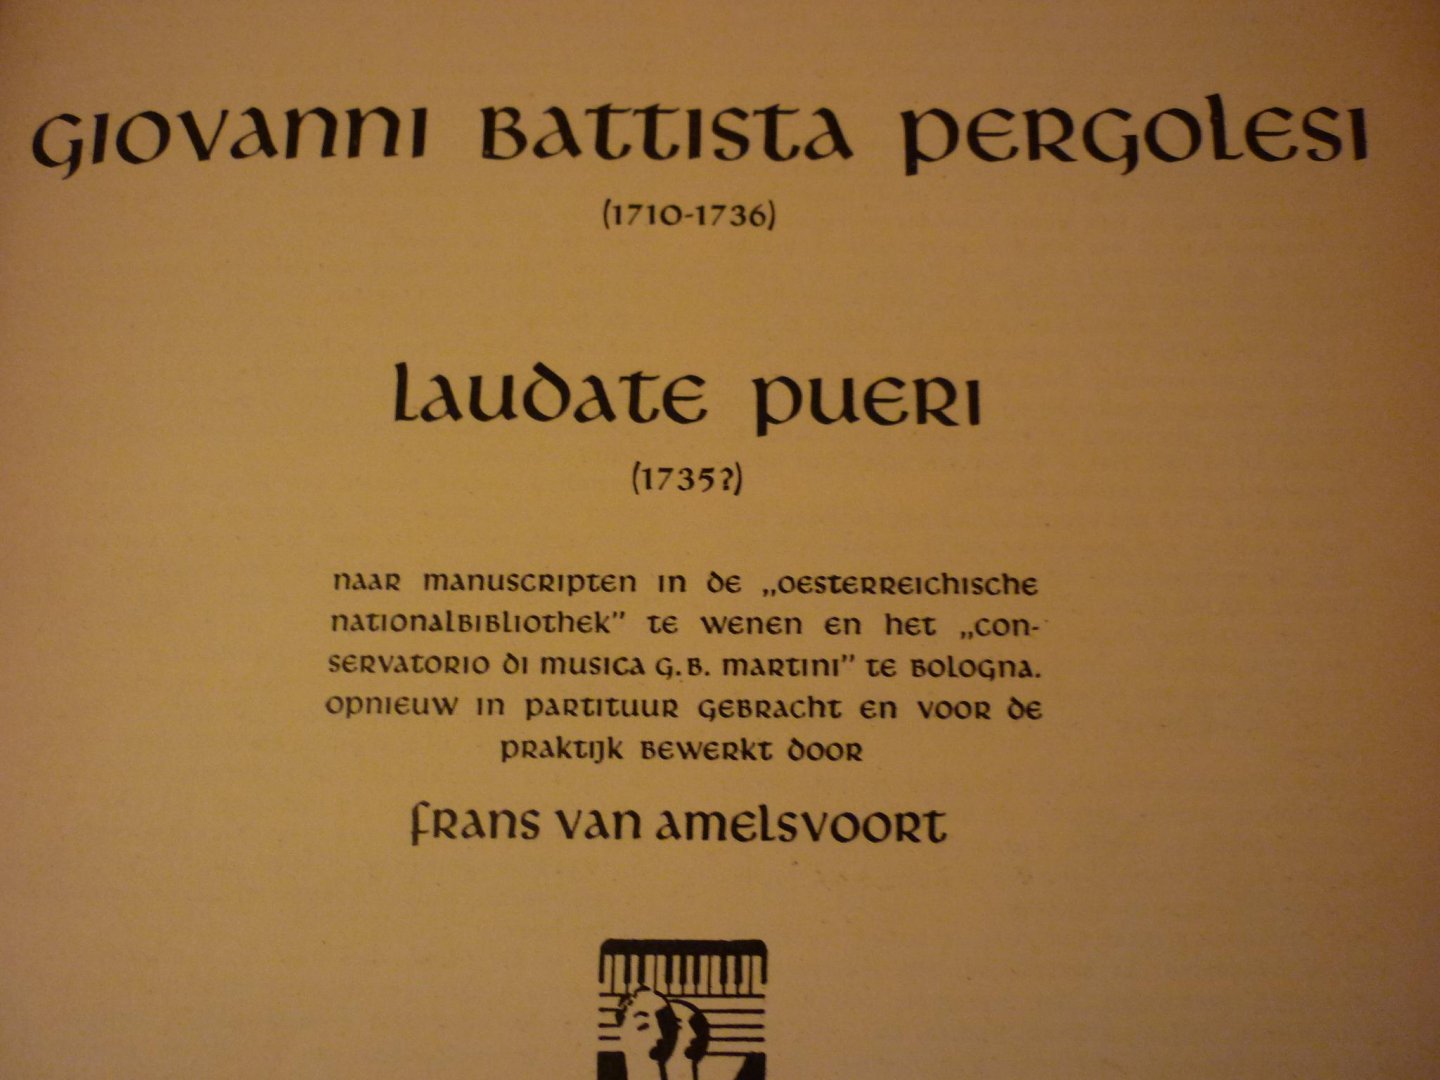 GIOVANNI BATTISTA PERGOLESI
(1710-1736)
LAUDATE PUERI
(1735?)
NAAR MANUSCRIPTEN IN DE „OESTERREICHISCHE
NATIONALBIBLIOTHEK” TE WENEN EN HET „CON-
SERVATORIO DI MUSICA G.B. MARTINI” TE BOLOGNA.
OPNIEUW IN PARTITUUR GEBRACHT EN VOOR DE
PRAKTIJK BEWERKT DOOR
FRANS VAN AMELSVOORT